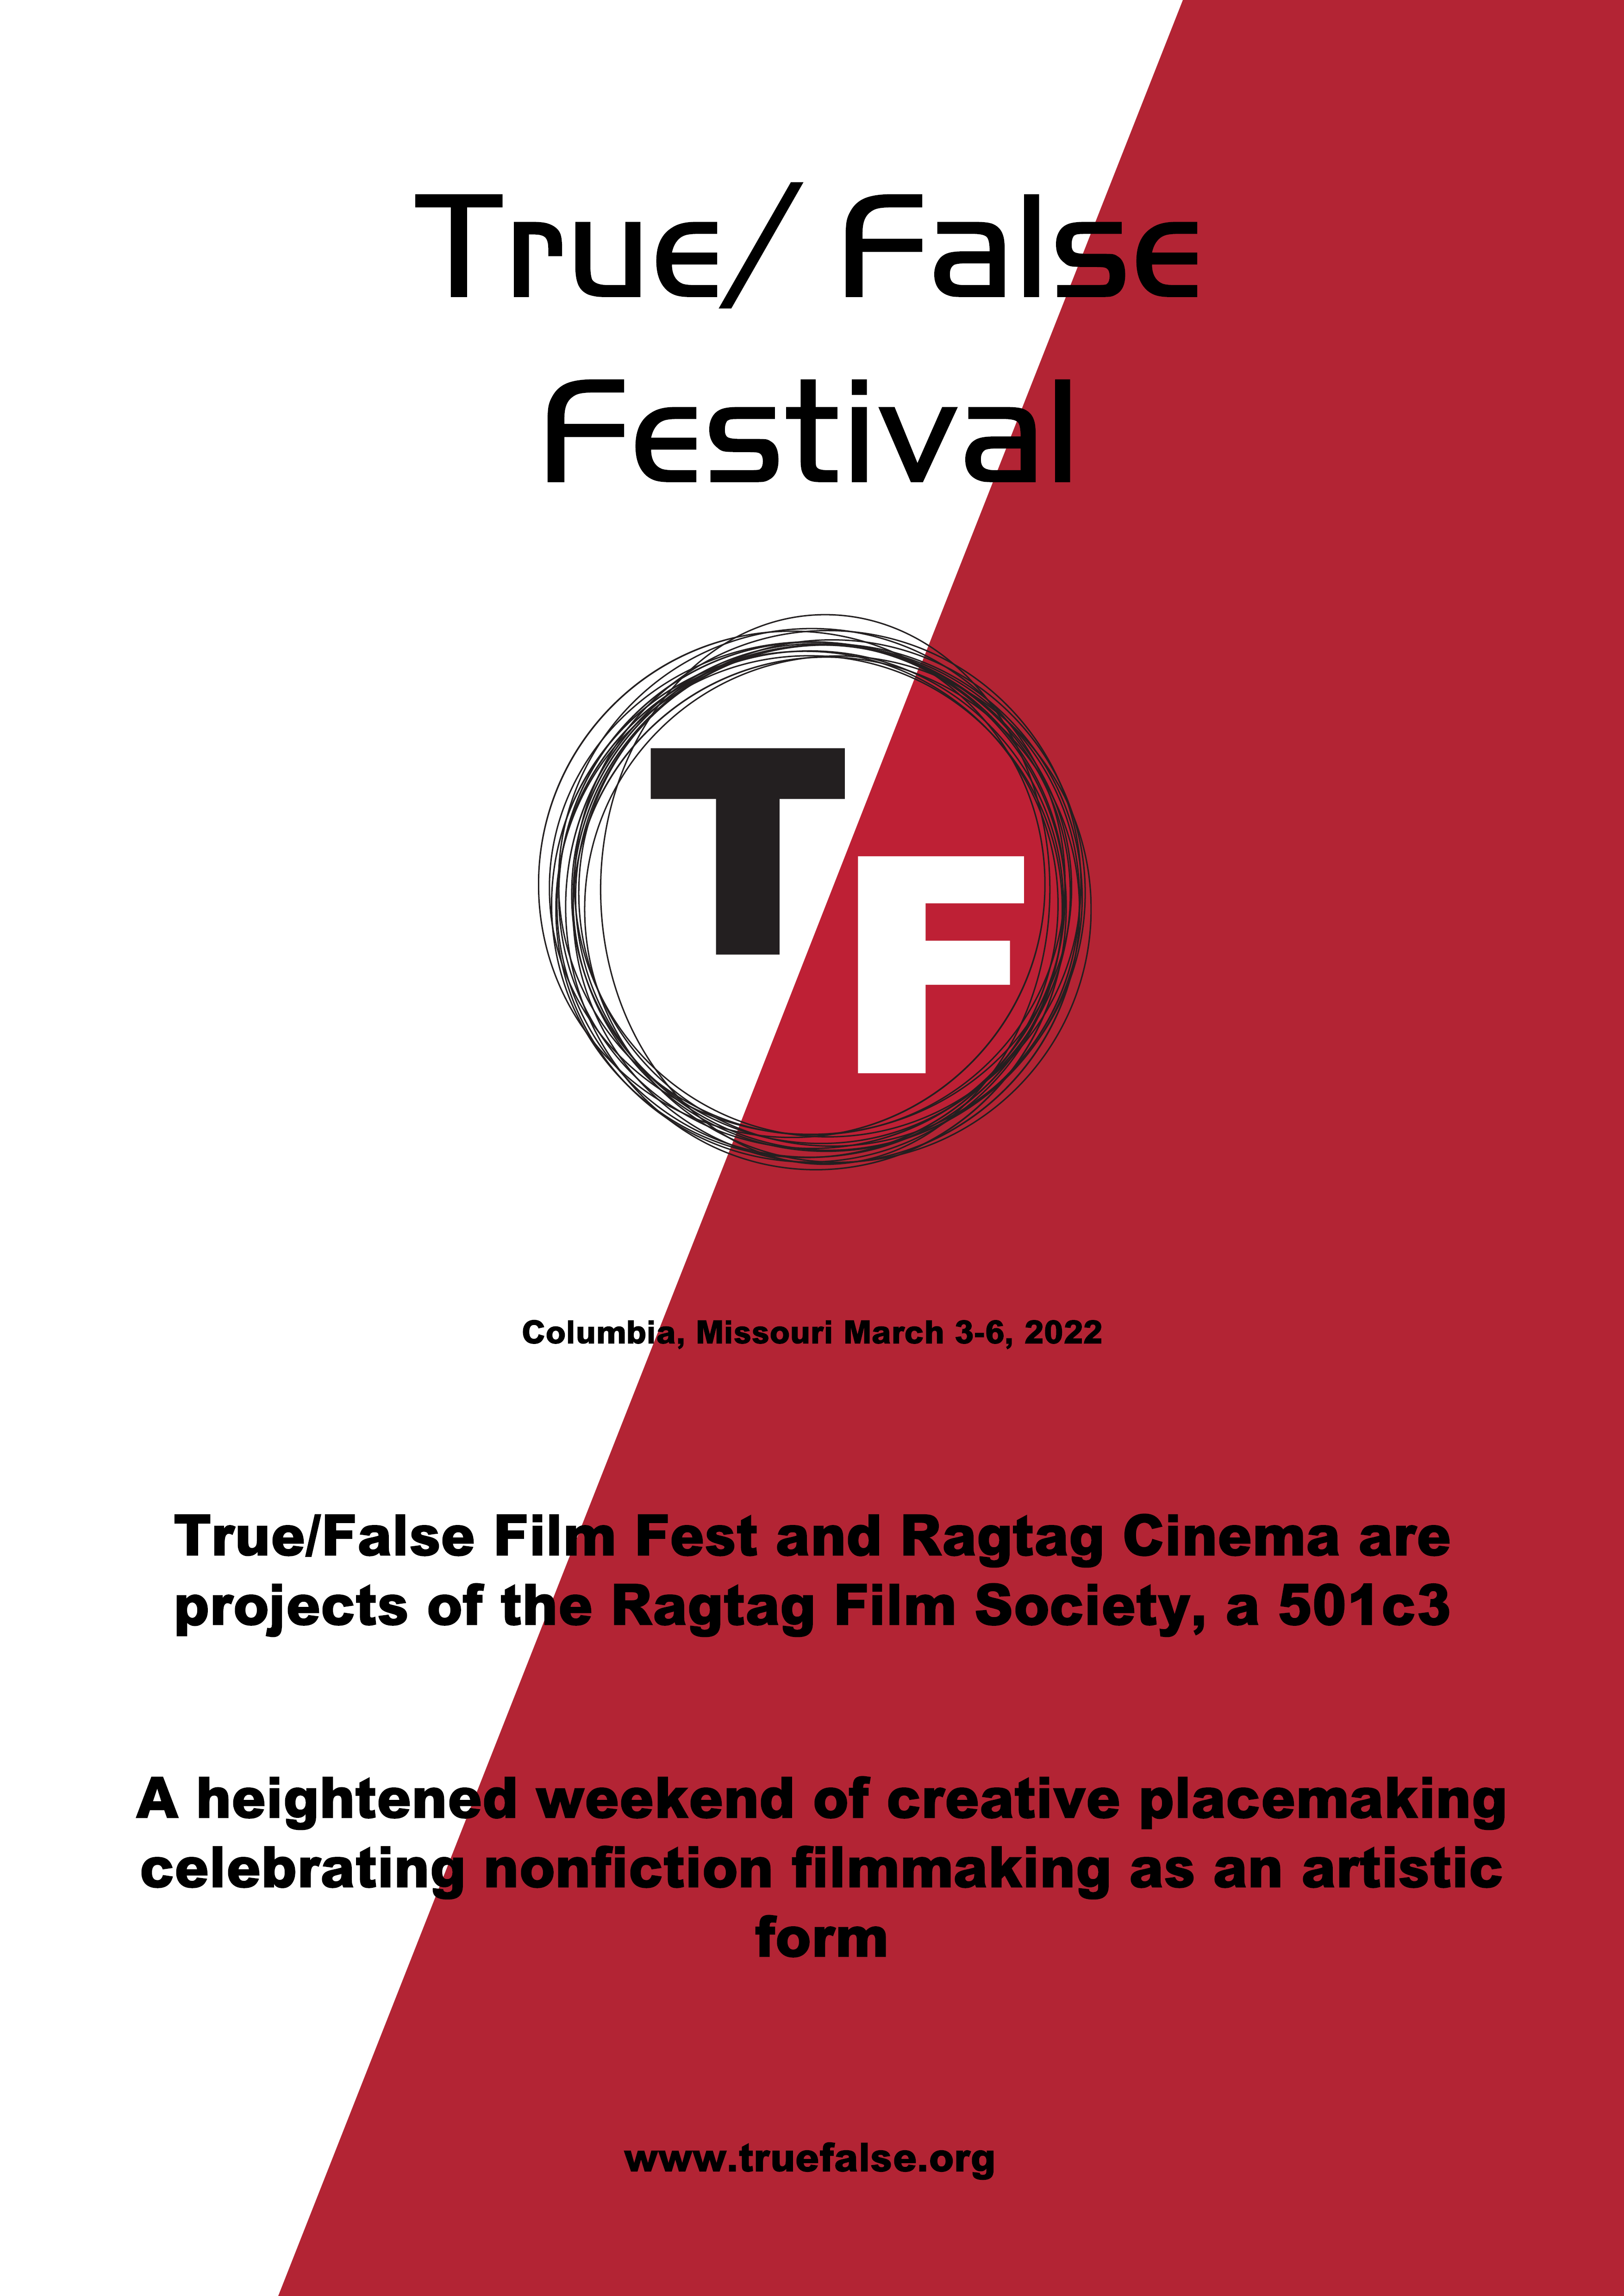 True/ False
Festival
T
F
Columbia, Missouri March 3-6, 2022
True/False Film Fest and Ragtag Cinema are
projects of the Ragtag Film Society, a 501c3
A heightened weekend of creative placemaking
celebrating nonfiction filmmaking as an artistic
form
www.truefalse.org